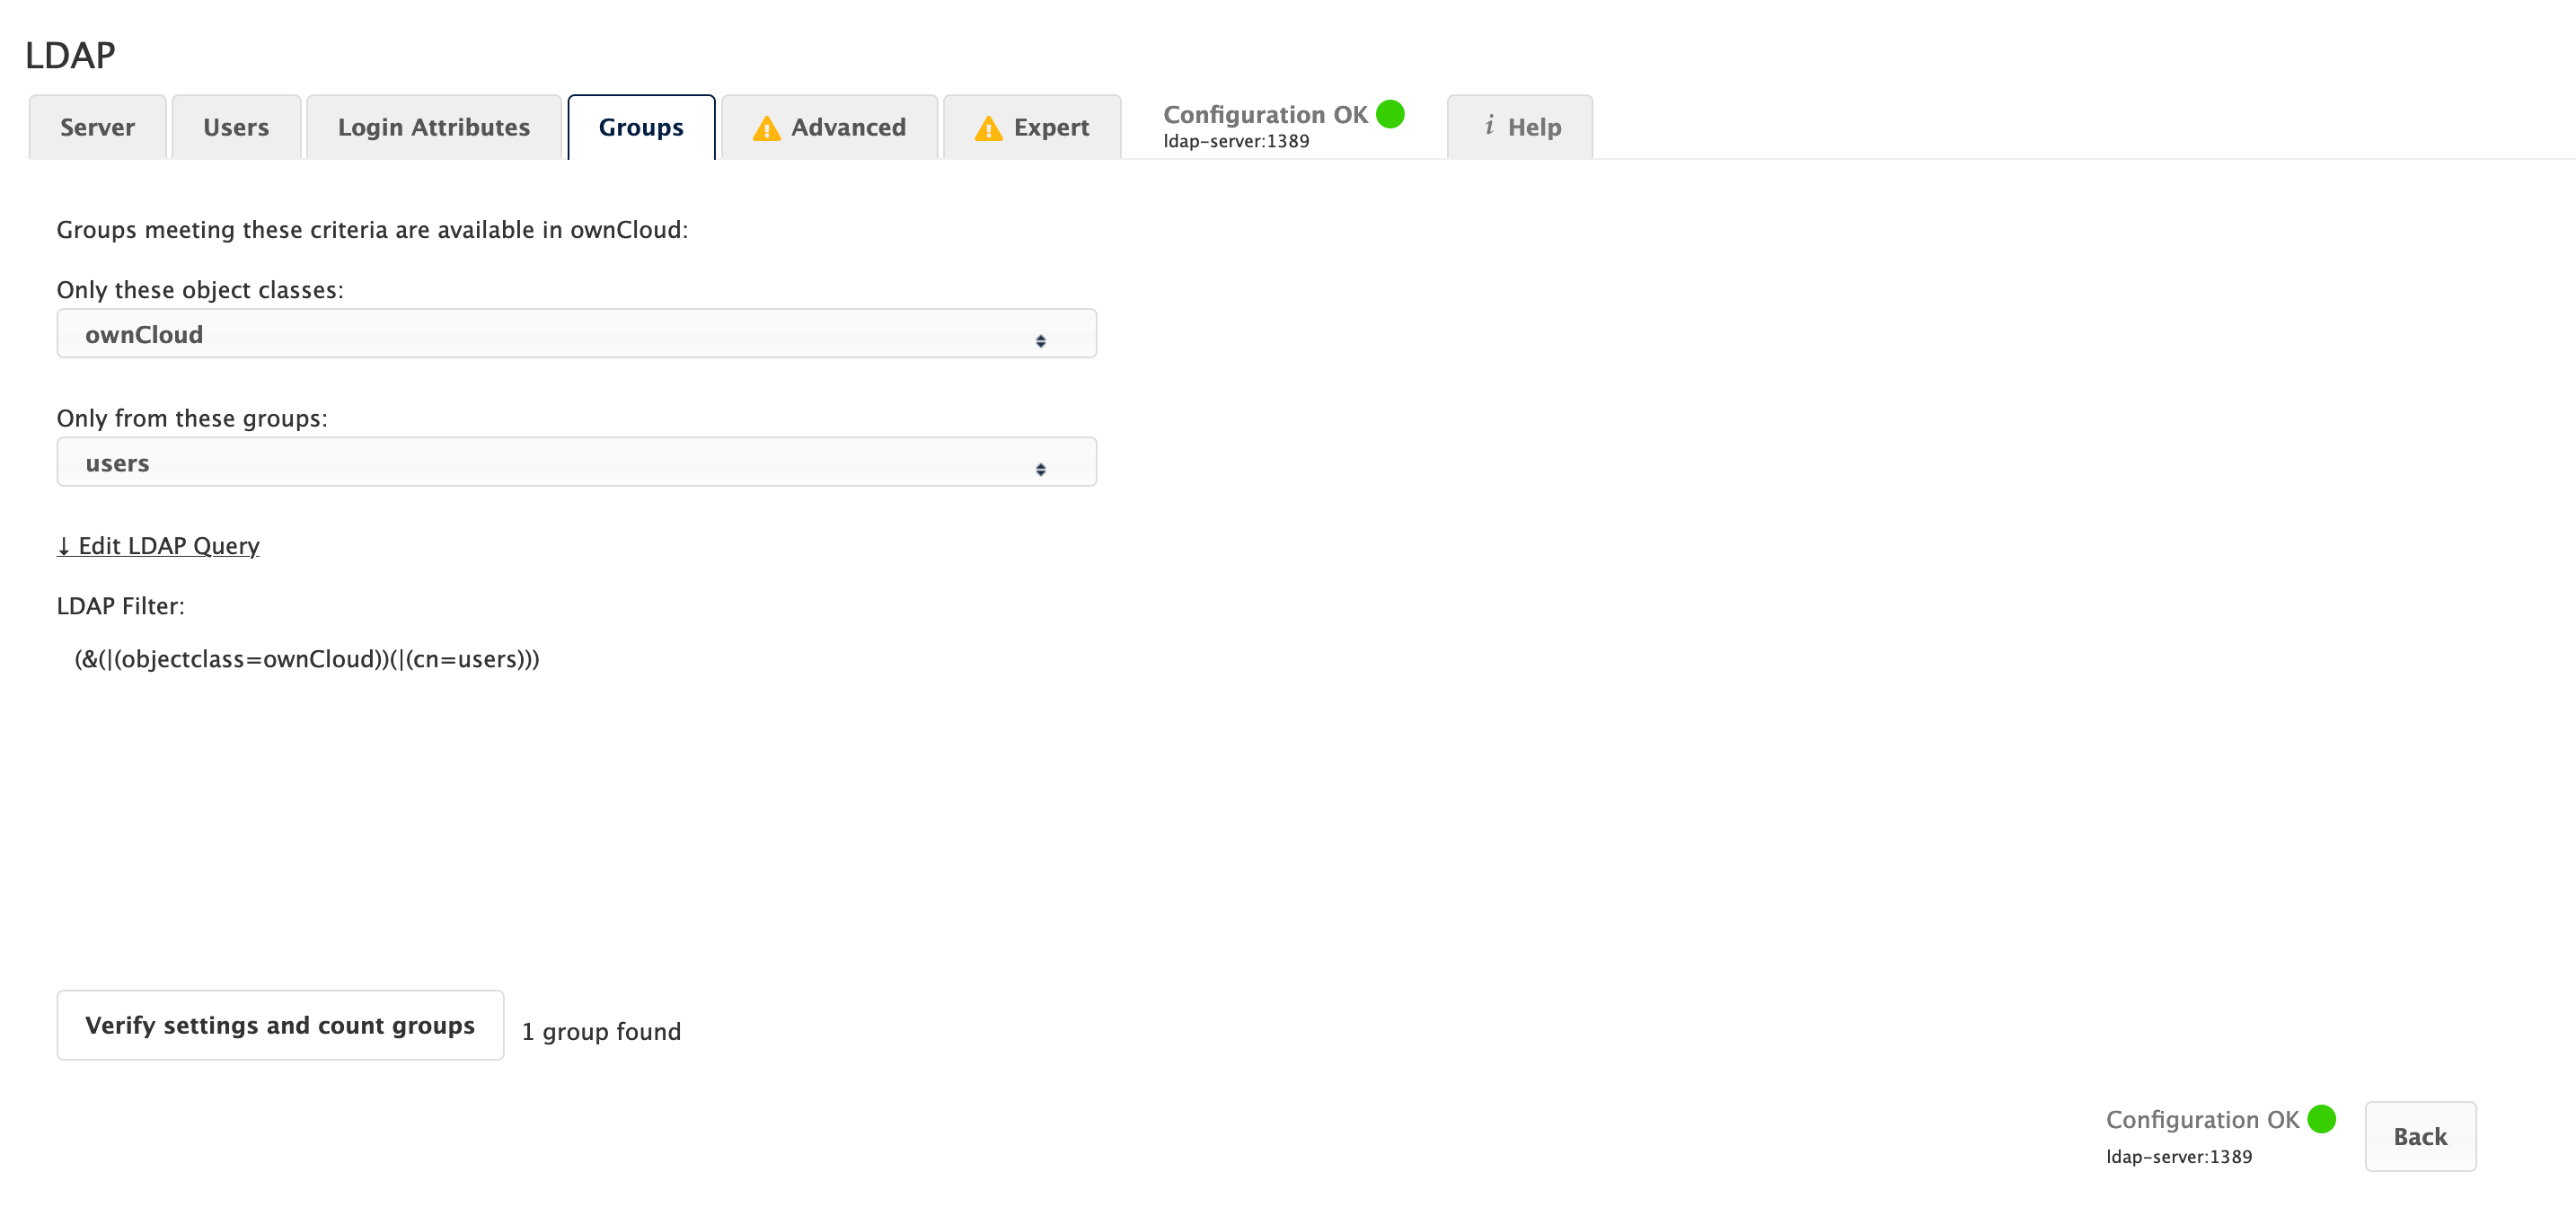 LDAP
Server Users Login Attributes Groups Advanced Expert Configuration OK i Help
ldap-server:1389
Groups meeting these criteria are available in ownCloud:
Only these object classes:
ownCloud
Only from these groups:
users
↓ Edit LDAP Query
LDAP Filter:
(&(|(objectclass=ownCloud))(|(cn=users)))
Verify settings and count groups 1 group found
Configuration OK
ldap-server:1389
Back